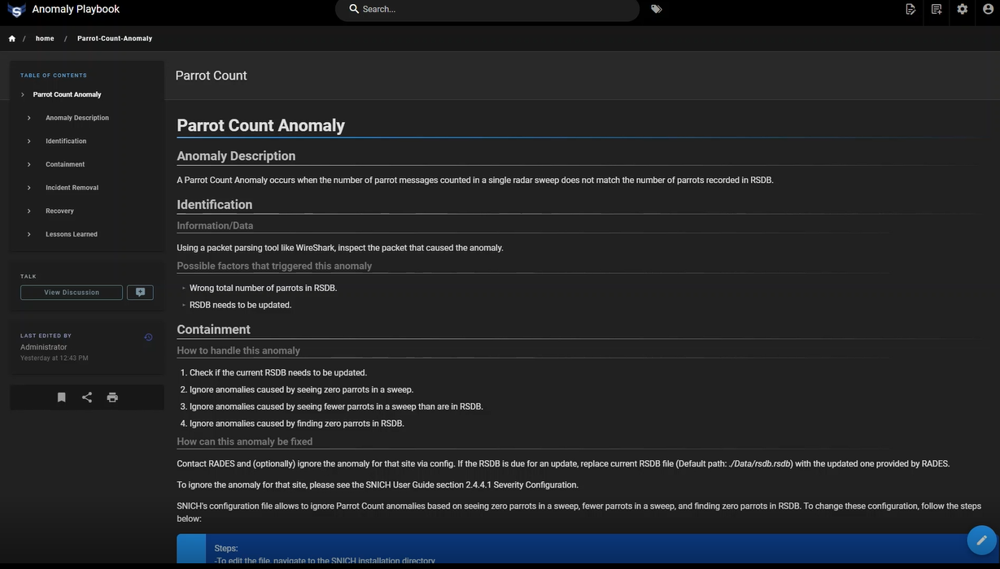 Anomaly Playbook
Search...
/ home / Parrot-Count-Anomaly
TABLE OF CONTENTS
Parrot Count Anomaly
Anomaly Description
Identification
Containment
Incident Removal
Recovery
Lessons Learned
TALK
View Discussion
LAST EDITED BY
Administrator
Yesterday at 12:43 PM
Parrot Count
Parrot Count Anomaly
Anomaly Description
A Parrot Count Anomaly occurs when the number of parrot messages counted in a single radar sweep does not match the number of parrots recorded in RSDB.
Identification
Information/Data
Using a packet parsing tool like WireShark, inspect the packet that caused the anomaly.
Possible factors that triggered this anomaly
Wrong total number of parrots in RSDB.
RSDB needs to be updated.
Containment
How to handle this anomaly
1. Check if the current RSDB needs to be updated.
2. Ignore anomalies caused by seeing zero parrots in a sweep.
3. Ignore anomalies caused by seeing fewer parrots in a sweep than are in RSDB.
4. Ignore anomalies caused by finding zero parrots in RSDB.
How can this anomaly be fixed
Contact RADES and (optionally) ignore the anomaly for that site via config. If the RSDB is due for an update, replace current RSDB file (Default path: ./Data/rsdb.rsdb) with the updated one provided by RADES.
To ignore the anomaly for that site, please see the SNICH User Guide section 2.4.4.1 Severity Configuration.
SNICH's configuration file allows to ignore Parrot Count anomalies based on seeing zero parrots in a sweep, fewer parrots in a sweep, and finding zero parrots in RSDB. To change these configuration, follow the steps
below:
Steps:
-To edit the file, navigate to the SNICH installation directory